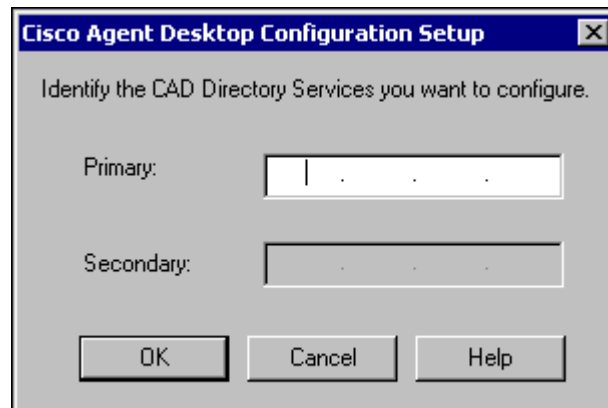 Cisco Agent Desktop Configuration Setup
Identify the CAD Directory Services you want to configure.
Primary:
. . .
Secondary:
. . .
OK Cancel Help